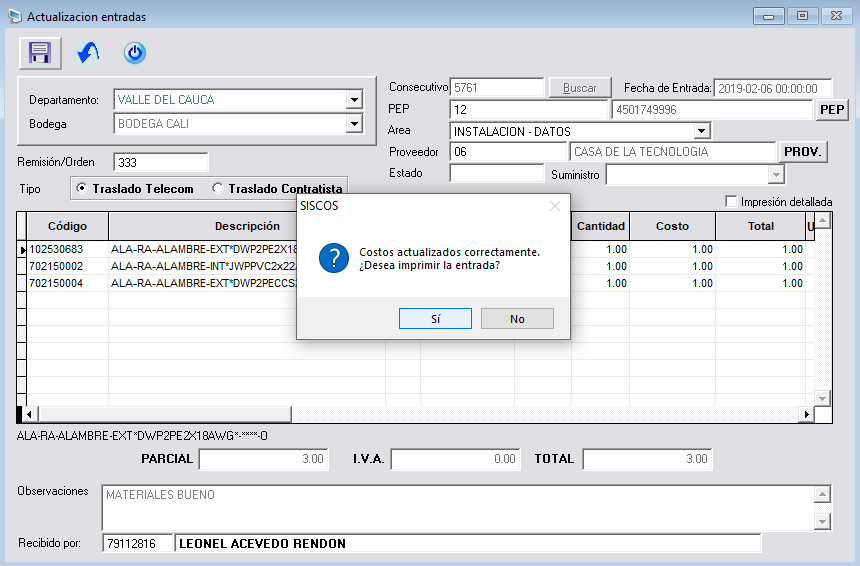 Actualizacion entradas
Departamento: VALLE DEL CAUCA
Bodega BODEGA CALI
Consecutivo 5761 Buscar Fecha de Entrada: 2019-02-06 00:00:00
PEP 12 4501749996 PEP
Area INSTALACION - DATOS
Proveedor 06 CASA DE LA TECNOLOGIA PROV.
Remisión/Orden 333
Estado Suministro
Tipo Traslado Telecom Traslado Contratista
Impresión detallada
SISCOS
Costos actualizados correctamente.
¿Desea imprimir la entrada?
Sí No
Código Descripción Cantidad Costo Total U
102530683 ALA-RA-ALAMBRE-EXT*DWP2PE2X18 1.00 1.00 1.00
702150002 ALA-RA-ALAMBRE-INT*JWPPVC2x22 1.00 1.00 1.00
702150004 ALA-RA-ALAMBRE-EXT*DWP2PECCS 1.00 1.00 1.00
ALA-RA-ALAMBRE-EXT*DWP2PE2X18AWG*-****-O
PARCIAL 3.00 I.V.A. 0.00 TOTAL 3.00
Observaciones MATERIALES BUENO
Recibido por: 79112816 LEONEL ACEVEDO RENDON